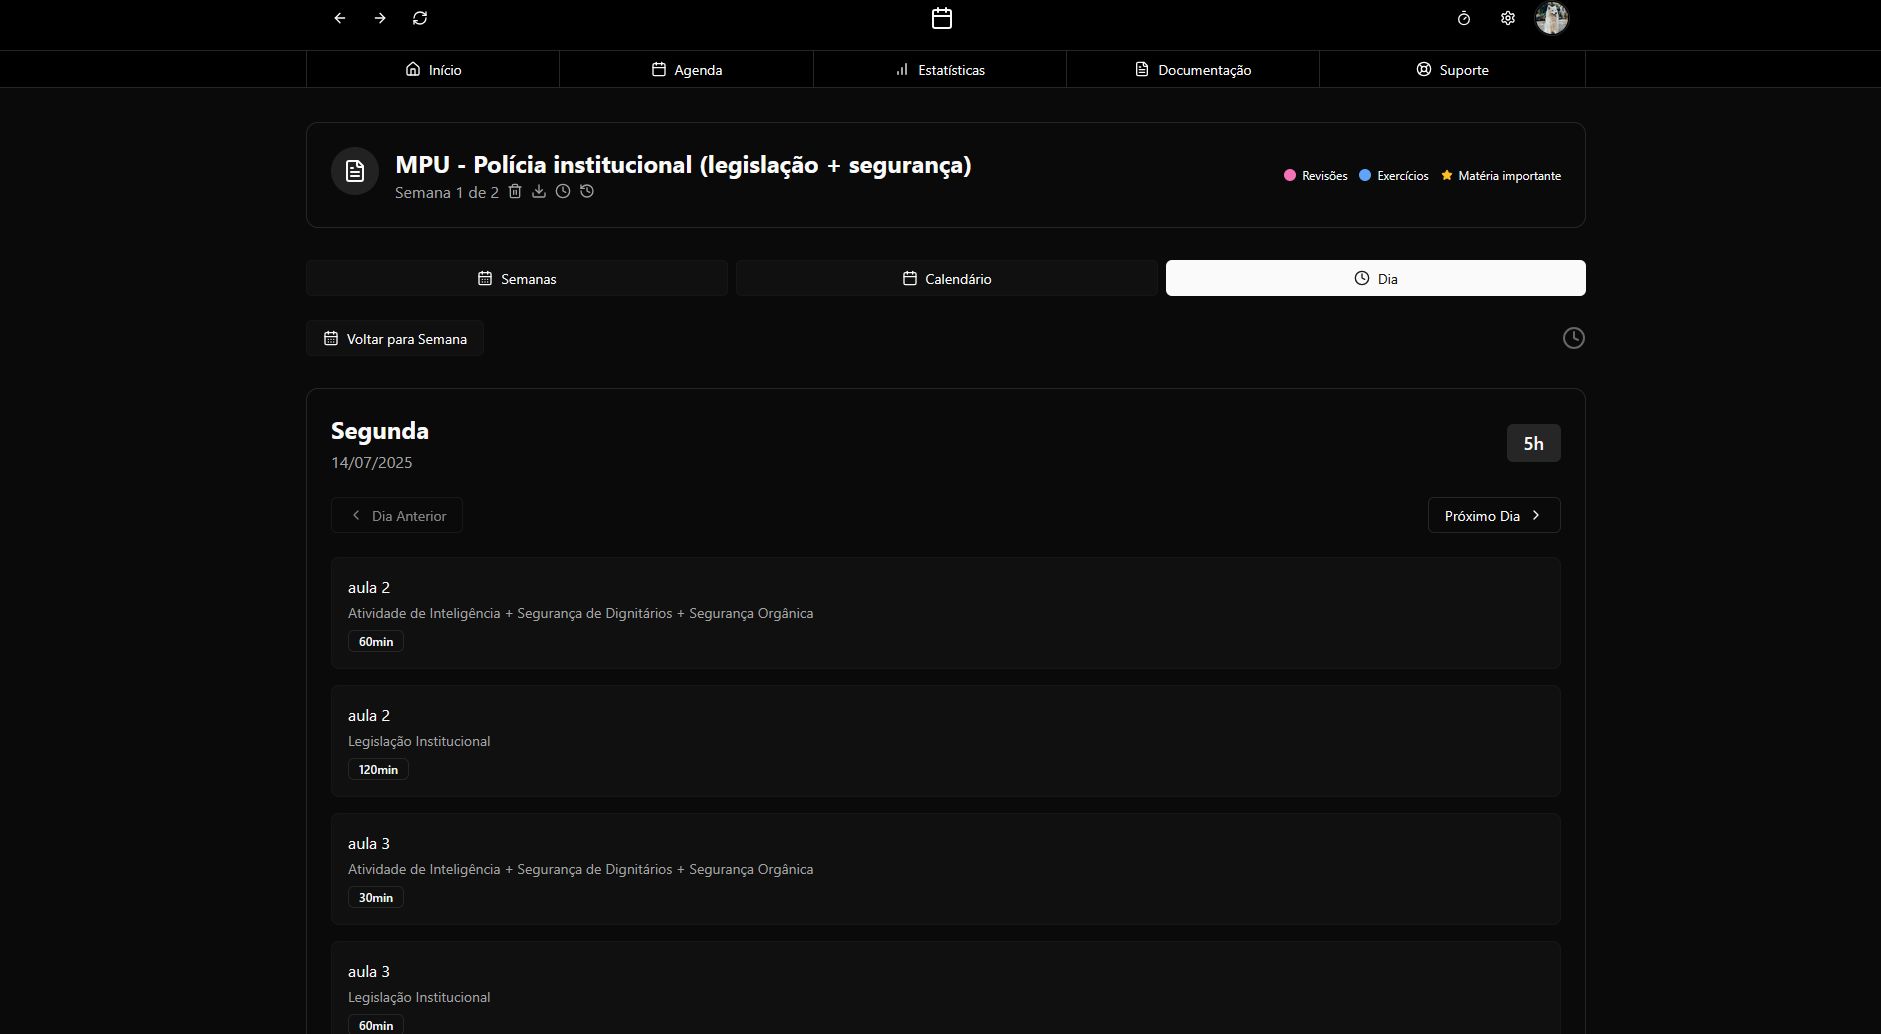 Início
Agenda
Estatísticas
Documentação
Suporte
MPU - Polícia institucional (legislação + segurança)
Semana 1 de 2
Revisões
Exercícios
Matéria importante
Semanas
Calendário
Dia
Voltar para Semana
Segunda
14/07/2025
5h
Dia Anterior
Próximo Dia
aula 2
Atividade de Inteligência + Segurança de Dignitários + Segurança Orgânica
60min
aula 2
Legislação Institucional
120min
aula 3
Atividade de Inteligência + Segurança de Dignitários + Segurança Orgânica
30min
aula 3
Legislação Institucional
60min